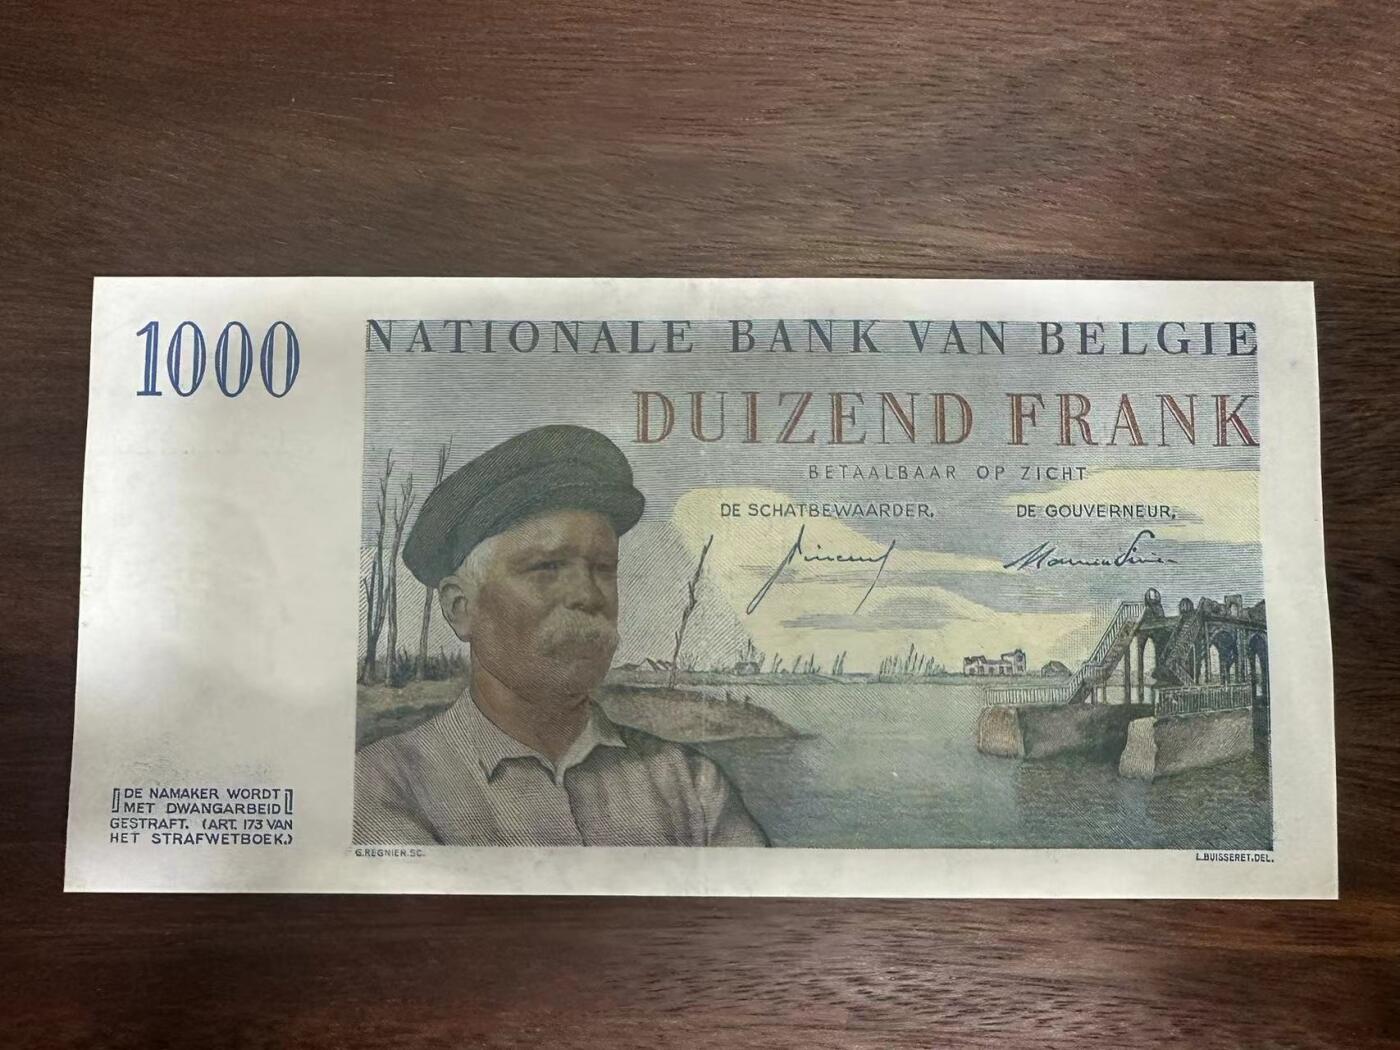 1000
NATIONALE BANK VAN BELGIE
DUIZEND FRANK
BETAALBAAR OP ZICHT
DE SCHATBEWAARDER,
DE GOUVERNEUR,
DE NAMAKER WORDT
MET DWANGARBEID
GESTRAFT. (ART. 173 VAN
HET STRAFWETBOEK.)
G.REGNIER.SC.
L.BUISSERET.DEL.